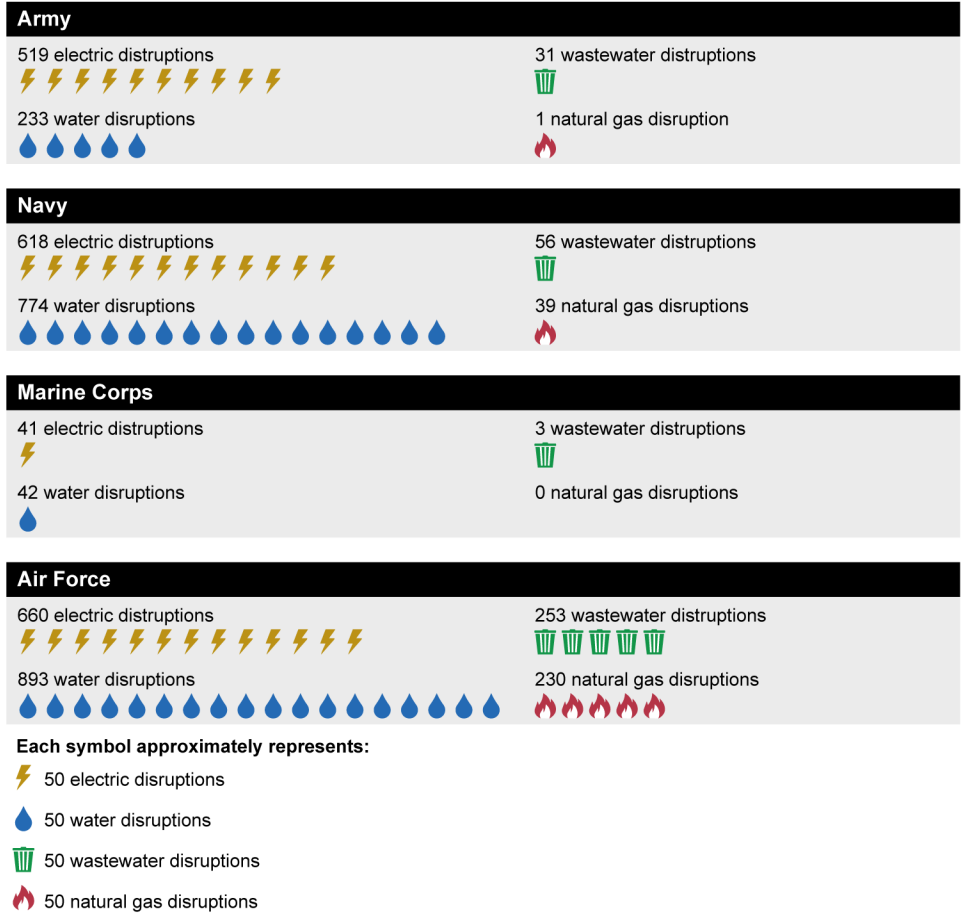 Army
519 electric distruptions
31 wastewater distruptions
233 water disruptions
1 natural gas disruption
Navy
618 electric distruptions
56 wastewater distruptions
774 water disruptions
39 natural gas disruptions
Marine Corps
41 electric distruptions
3 wastewater distruptions
42 water disruptions
0 natural gas disruptions
Air Force
660 electric distruptions
253 wastewater distruptions
893 water disruptions
230 natural gas disruptions
Each symbol approximately represents:
50 electric disruptions
50 water disruptions
50 wastewater disruptions
50 natural gas disruptions